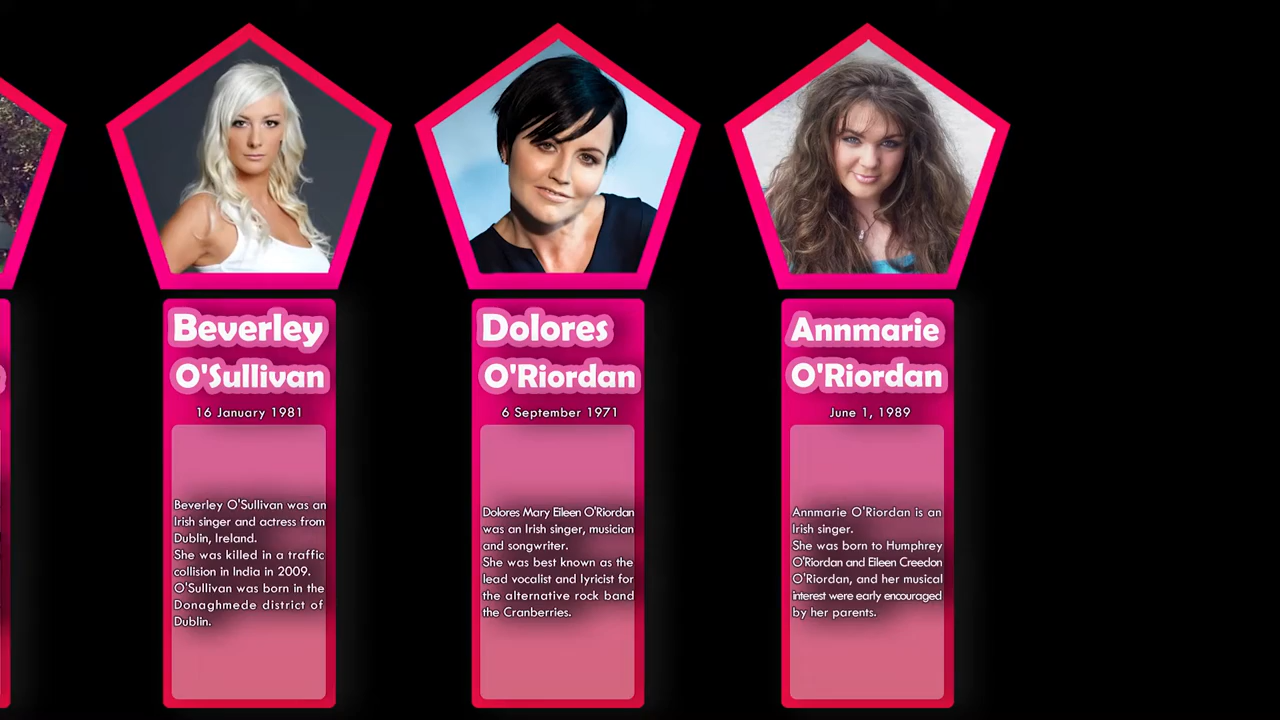 Beverley
O'Sullivan
16 January 1981
Beverley O'Sullivan was an
Irish singer and actress from
Dublin, Ireland.
She was killed in a traffic
collision in India in 2009.
O'Sullivan was born in the
Donaghmede district of
Dublin.
Dolores
O'Riordan
6 September 1971
Dolores Mary Eileen O'Riordan
was an Irish singer, musician
and songwriter.
She was best known as the
lead vocalist and lyricist for
the alternative rock band
the Cranberries.
Annmarie
O'Riordan
June 1, 1989
Annmarie O'Riordan is an
Irish singer.
She was born to Humphrey
O'Riordan and Eileen Creedon
O'Riordan, and her musical
interest were early encouraged
by her parents.